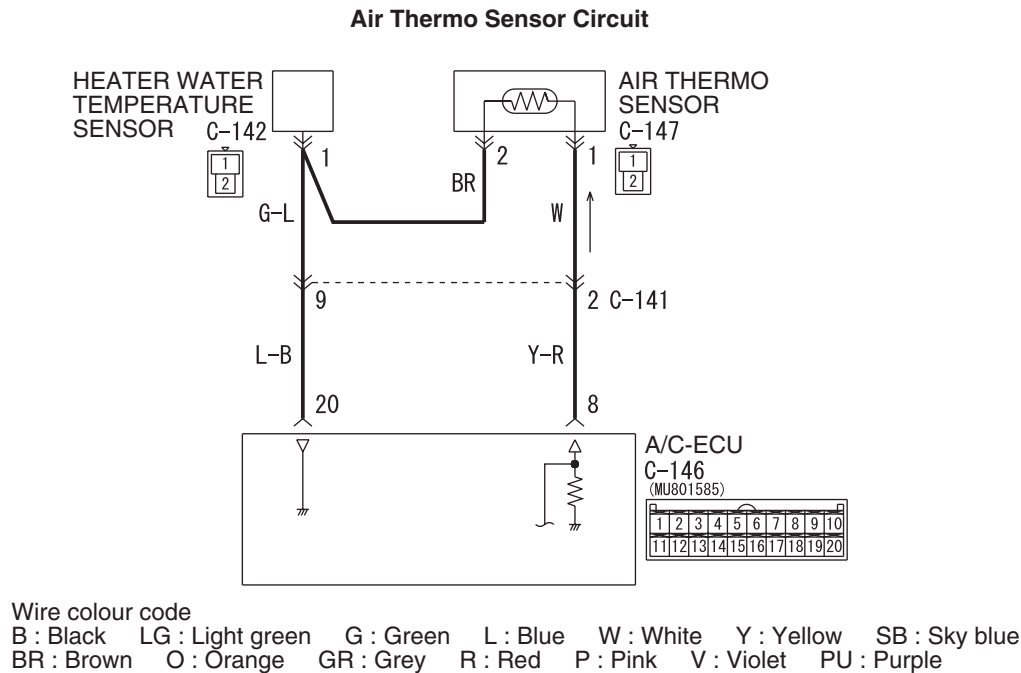 Air Thermo Sensor Circuit
HEATER WATER
TEMPERATURE
SENSOR
C-142
1
2
AIR THERMO
SENSOR
C-147
1
2
1
2
1
BR
G-L
W
9
2 C-141
L-B
Y-R
20
8
A/C-ECU
C-146
(MU801585)
1 2 3 4 5 6 7 8 9 10
11 12 13 14 15 16 17 18 19 20
Wire colour code
B : Black LG : Light green G : Green L : Blue W : White Y : Yellow SB : Sky blue
BR : Brown O : Orange GR : Grey R : Red P : Pink V : Violet PU : Purple